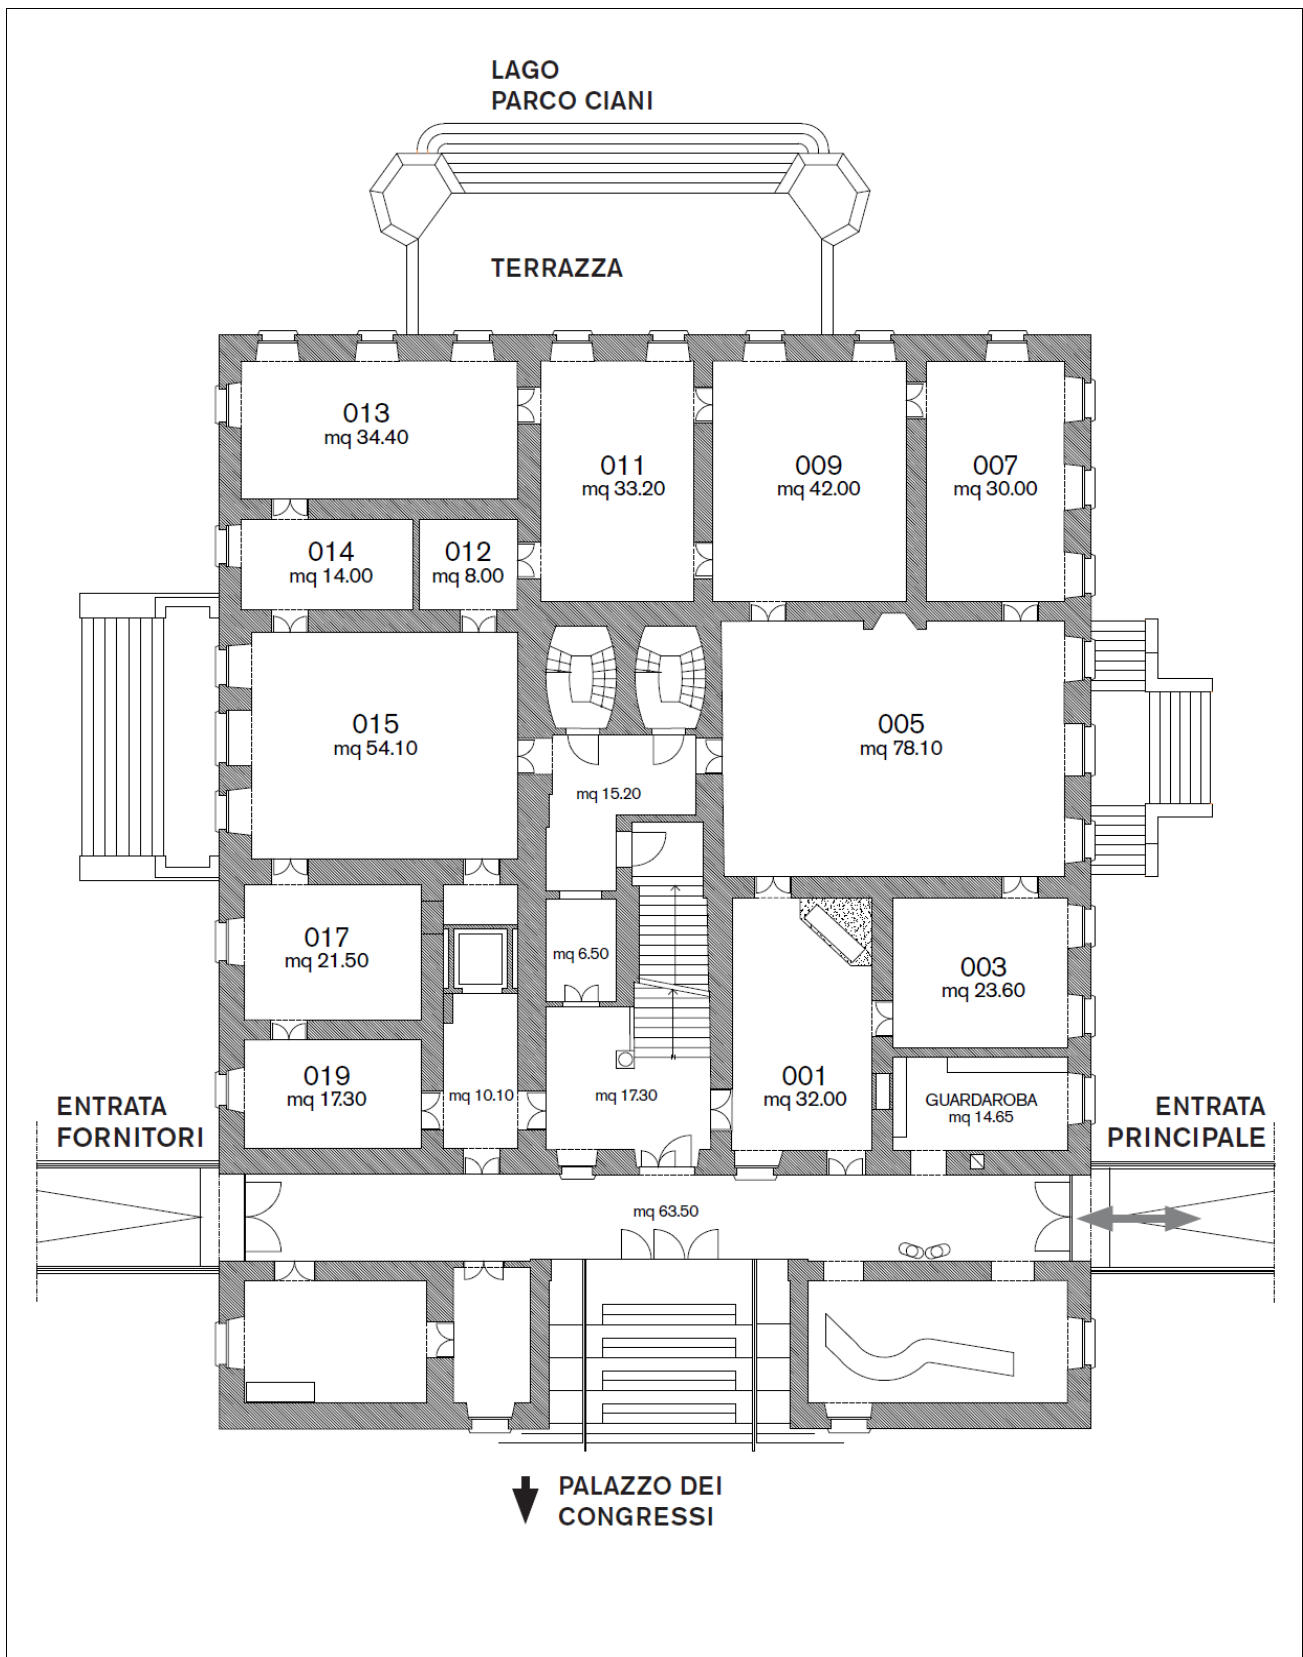 LAGO
PARCO CIANI
TERRAZZA
013
mq 34.40
011
mq 33.20
009
mq 42.00
007
mq 30.00
014
mq 14.00
012
mq 8.00
015
mq 54.10
005
mq 78.10
mq 15.20
017
mq 21.50
mq 6.50
003
mq 23.60
019
mq 17.30
mq 10.10
mq 17.30
001
mq 32.00
GUARDAROBA
mq 14.65
ENTRATA
FORNITORI
ENTRATA
PRINCIPALE
mq 63.50
PALAZZO DEI
CONGRESSI